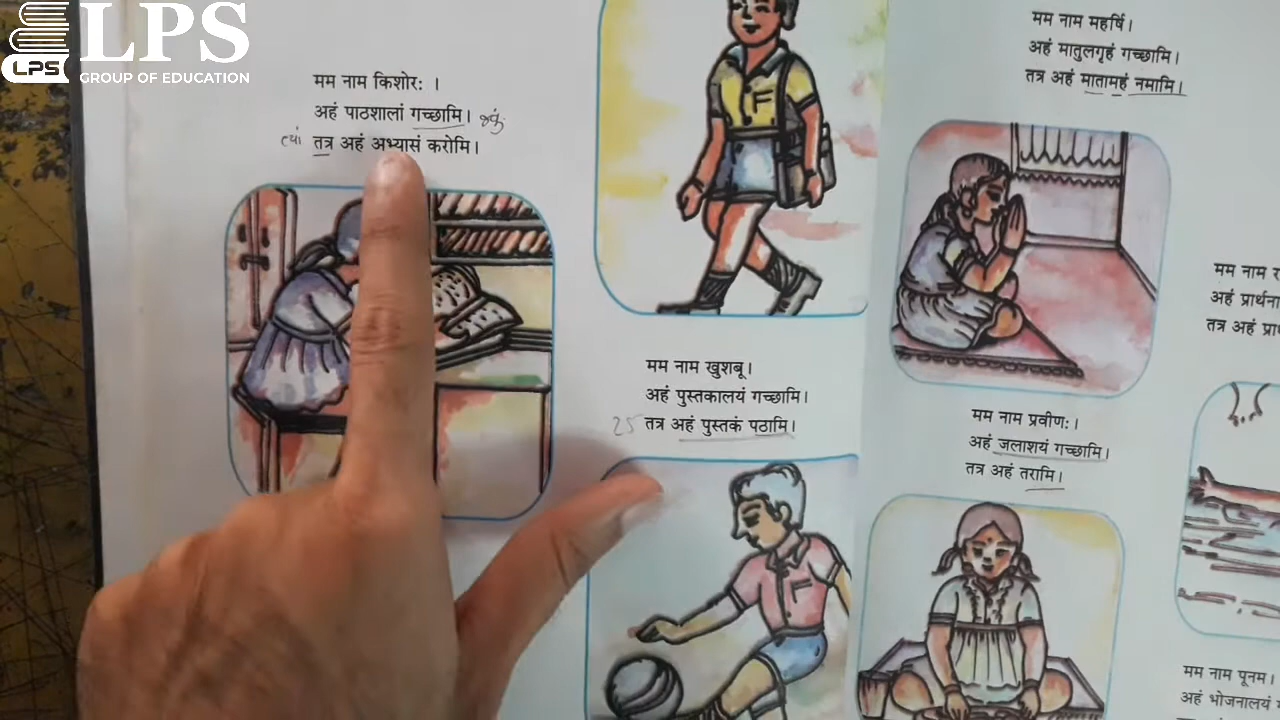 LPS
LPS
GROUP OF EDUCATION
मम नाम किशोरः ।
अहं पाठशालां गच्छामि।
त्यां तत्र अहं अभ्यासं करोमि।
मम नाम खुशबू।
अहं पुस्तकालयं गच्छामि।
25 तत्र अहं पुस्तकं पठामि।
मम नाम महर्षि।
अहं मातुलगृहं गच्छामि।
तत्र अहं मातामहं नमामि।
मम नाम प्रवीणः ।
अहं जलाशयं गच्छामि।
तत्र अहं तरामि।
मम नाम
अहं
तत्र अहं
मम नाम पूनम।
अहं भोजनालयं